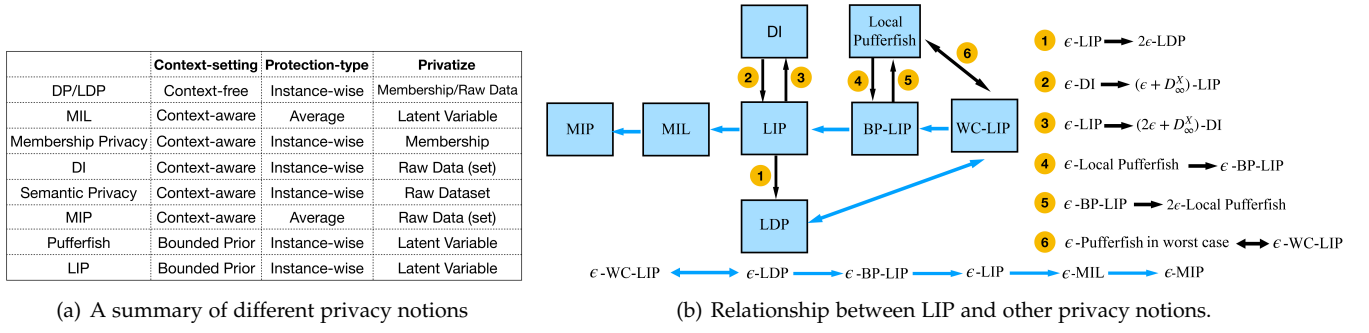 Context-setting Protection-type Privatize
DP/LDP Context-free Instance-wise Membership/Raw Data
MIL Context-aware Average Latent Variable
Membership Privacy Context-aware Instance-wise Membership
DI Context-aware Instance-wise Raw Data (set)
Semantic Privacy Context-aware Instance-wise Raw Dataset
MIP Context-aware Average Raw Data (set)
Pufferfish Bounded Prior Instance-wise Latent Variable
LIP Bounded Prior Instance-wise Latent Variable
(a) A summary of different privacy notions
DI
Local
Pufferfish
6
2
3
4
5
MIP
MIL
LIP
BP-LIP
WC-LIP
1
LDP
1 ϵ-LIP → 2ϵ-LDP
2 ϵ-DI → (ϵ + D_∞^X)-LIP
3 ϵ-LIP → (2ϵ + D_∞^X)-DI
4 ϵ-Local Pufferfish → ϵ-BP-LIP
5 ϵ-BP-LIP → 2ϵ-Local Pufferfish
6 ϵ-Pufferfish in worst case ↔ ϵ-WC-LIP
ϵ-WC-LIP ↔ ϵ-LDP → ϵ-BP-LIP → ϵ-LIP → ϵ-MIL → ϵ-MIP
(b) Relationship between LIP and other privacy notions.